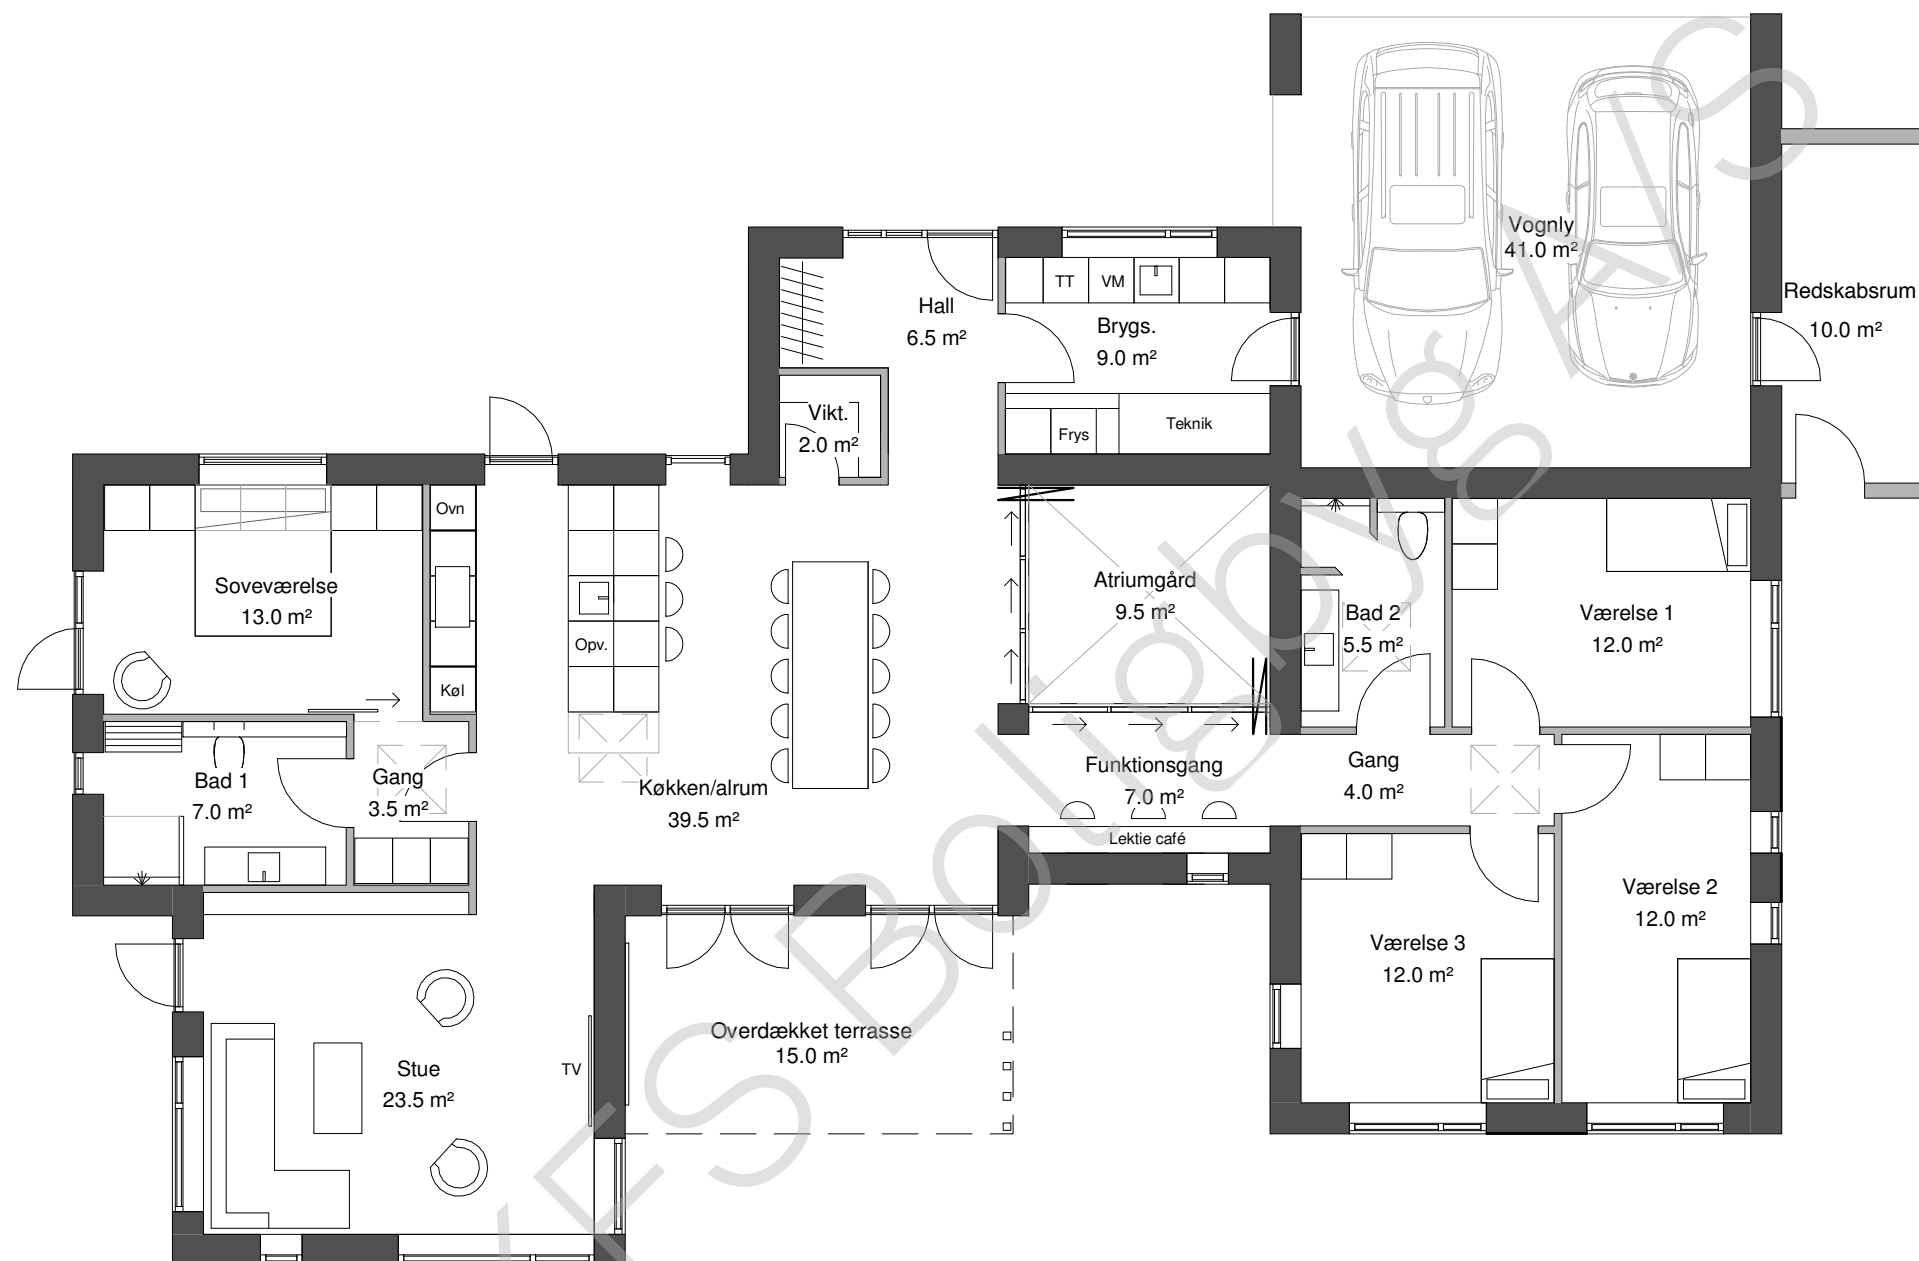 Vognly
41.0 m²
Redskabsrum
10.0 m²
Hall
6.5 m²
TT
VM
Brygs.
9.0 m²
Vikt.
2.0 m²
Frys
Teknik
Ovn
Soveværelse
13.0 m²
Opv.
Køl
Atriumgård
9.5 m²
Bad 2
5.5 m²
Værelse 1
12.0 m²
Bad 1
7.0 m²
Gang
3.5 m²
Køkken/alrum
39.5 m²
Funktionsgang
7.0 m²
Lektie café
Gang
4.0 m²
Værelse 2
12.0 m²
Værelse 3
12.0 m²
Overdækket terrasse
15.0 m²
Stue
23.5 m²
TV
KFS Boligbyg A/S